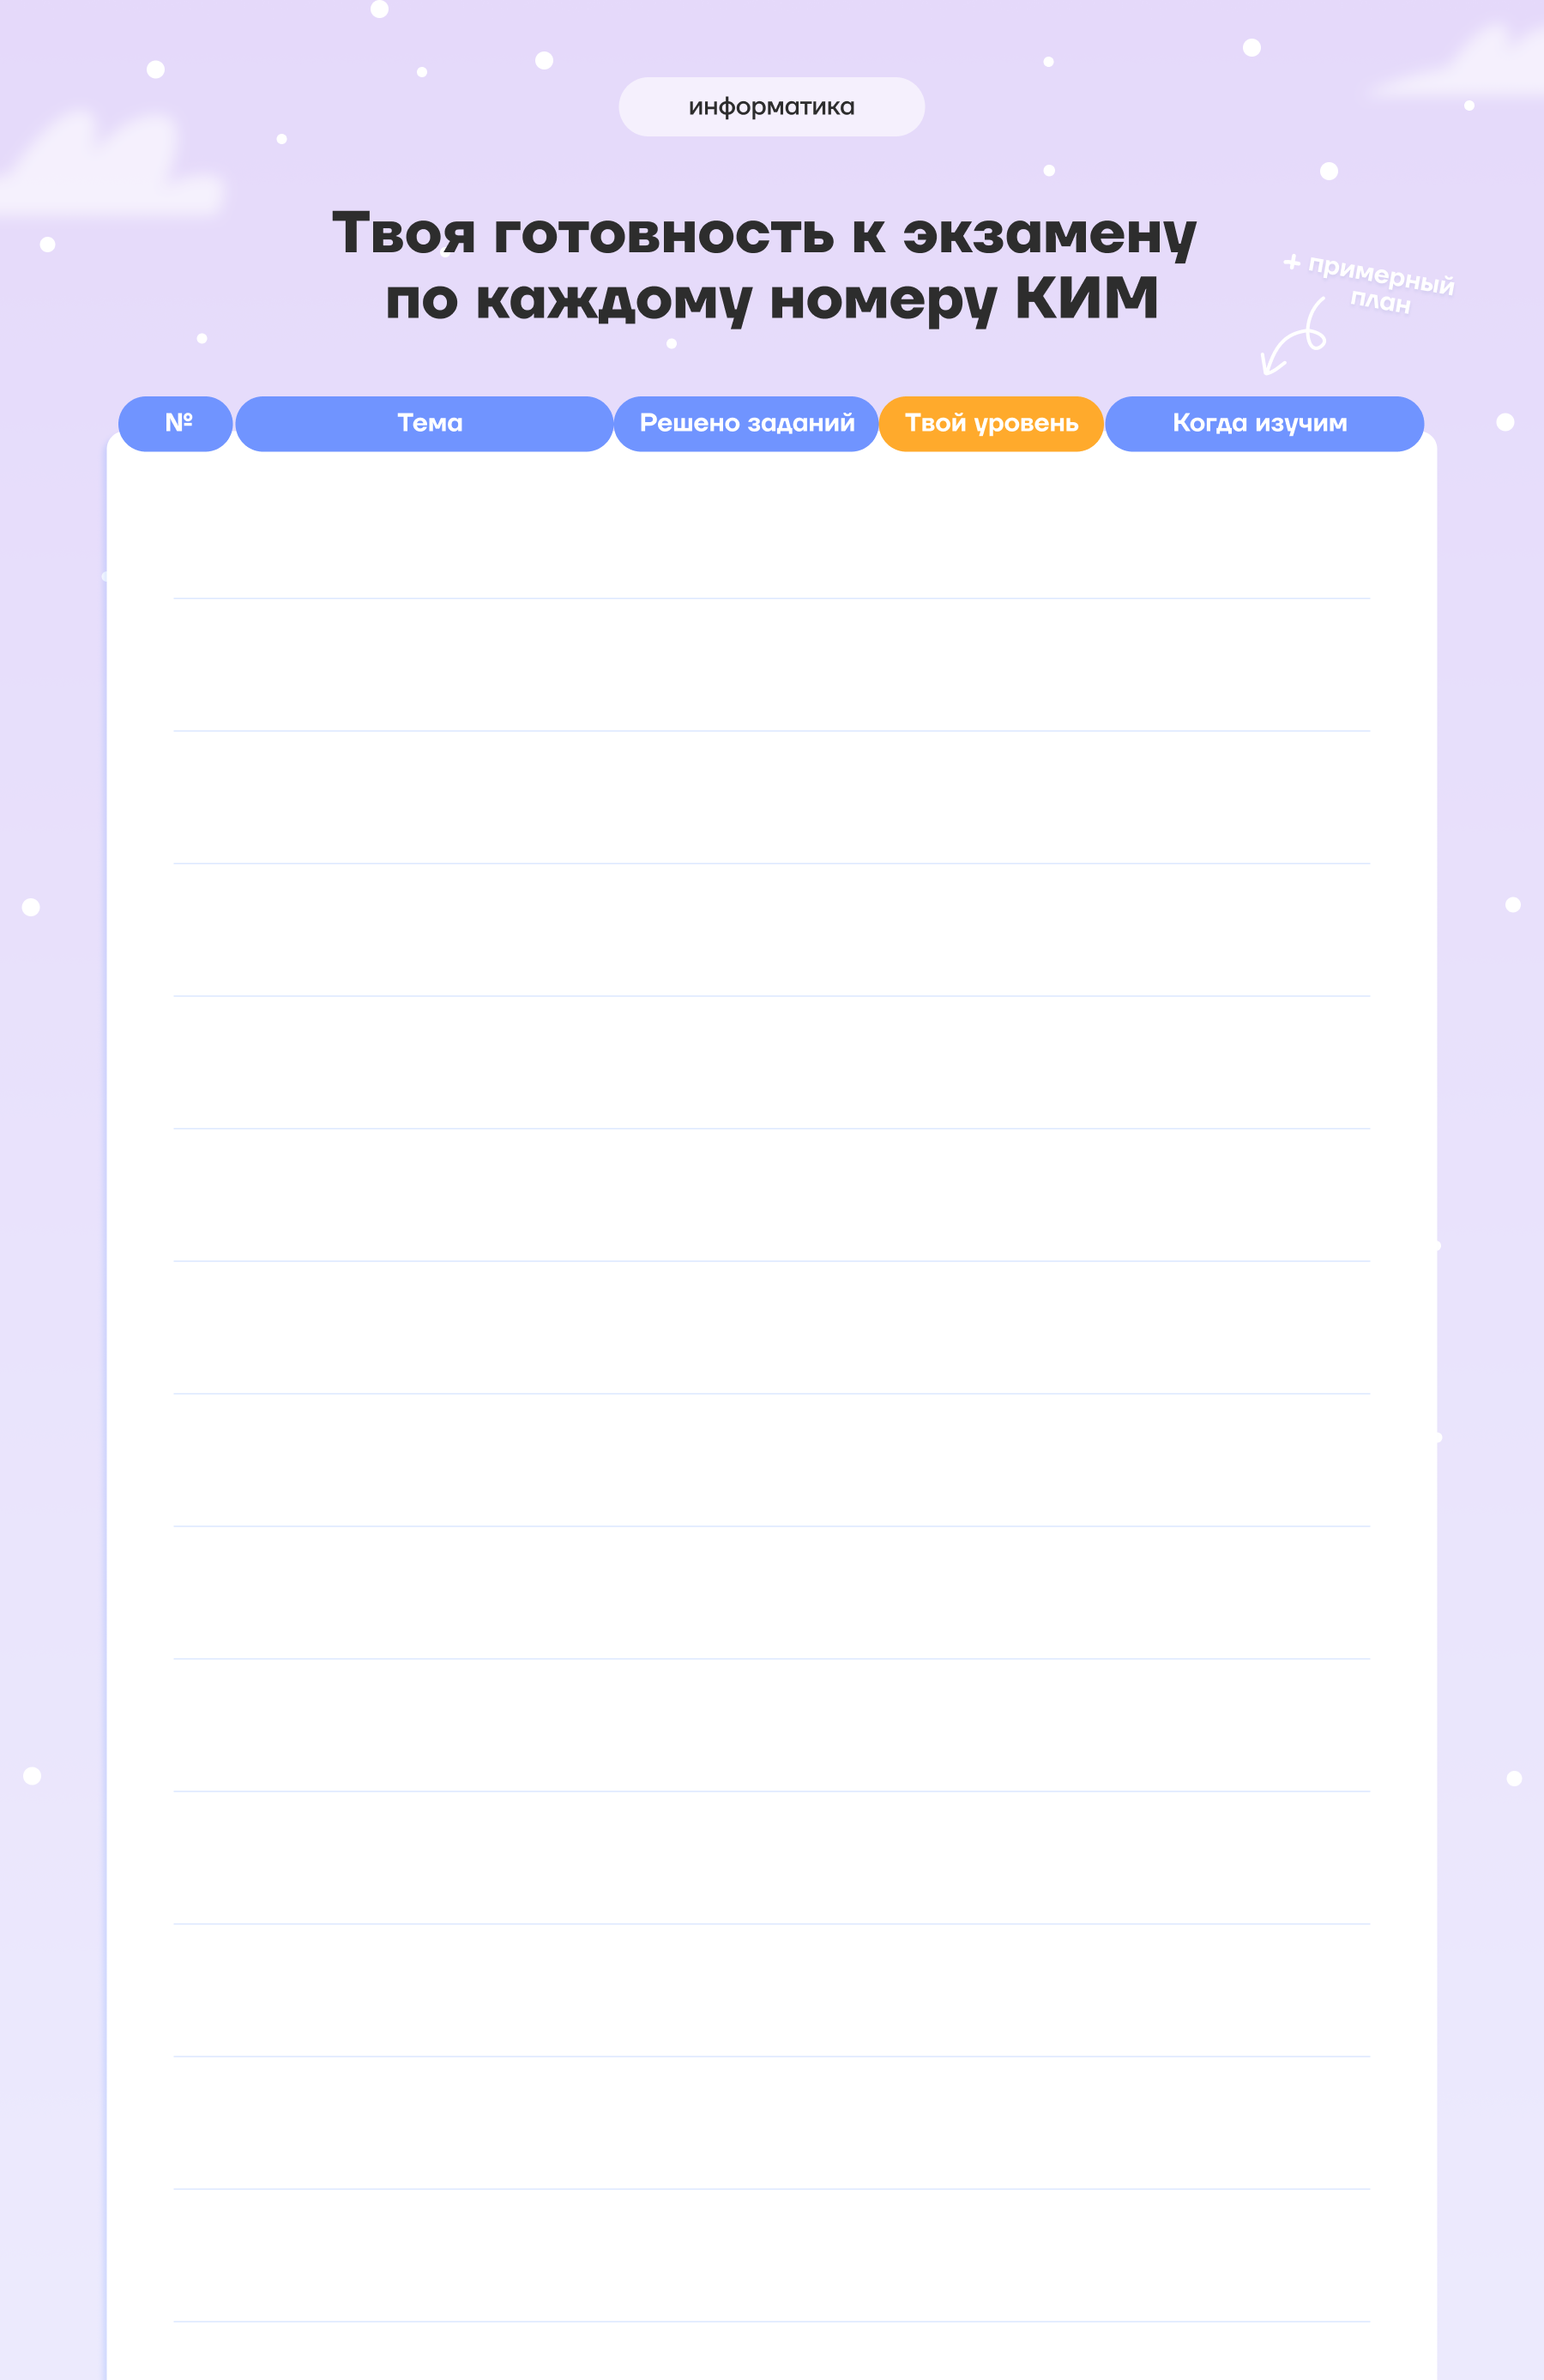 информатика
Твоя готовность к экзамену
по каждому номеру КИМ
+ примерный
план
№ Тема Решено заданий Твой уровень Когда изучим